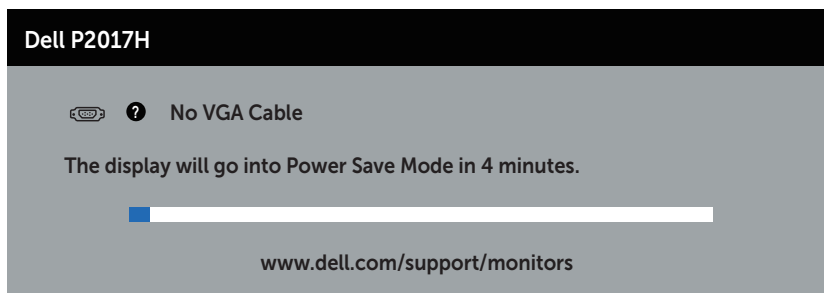 Dell P2017H
? No VGA Cable
The display will go into Power Save Mode in 4 minutes.
www.dell.com/support/monitors